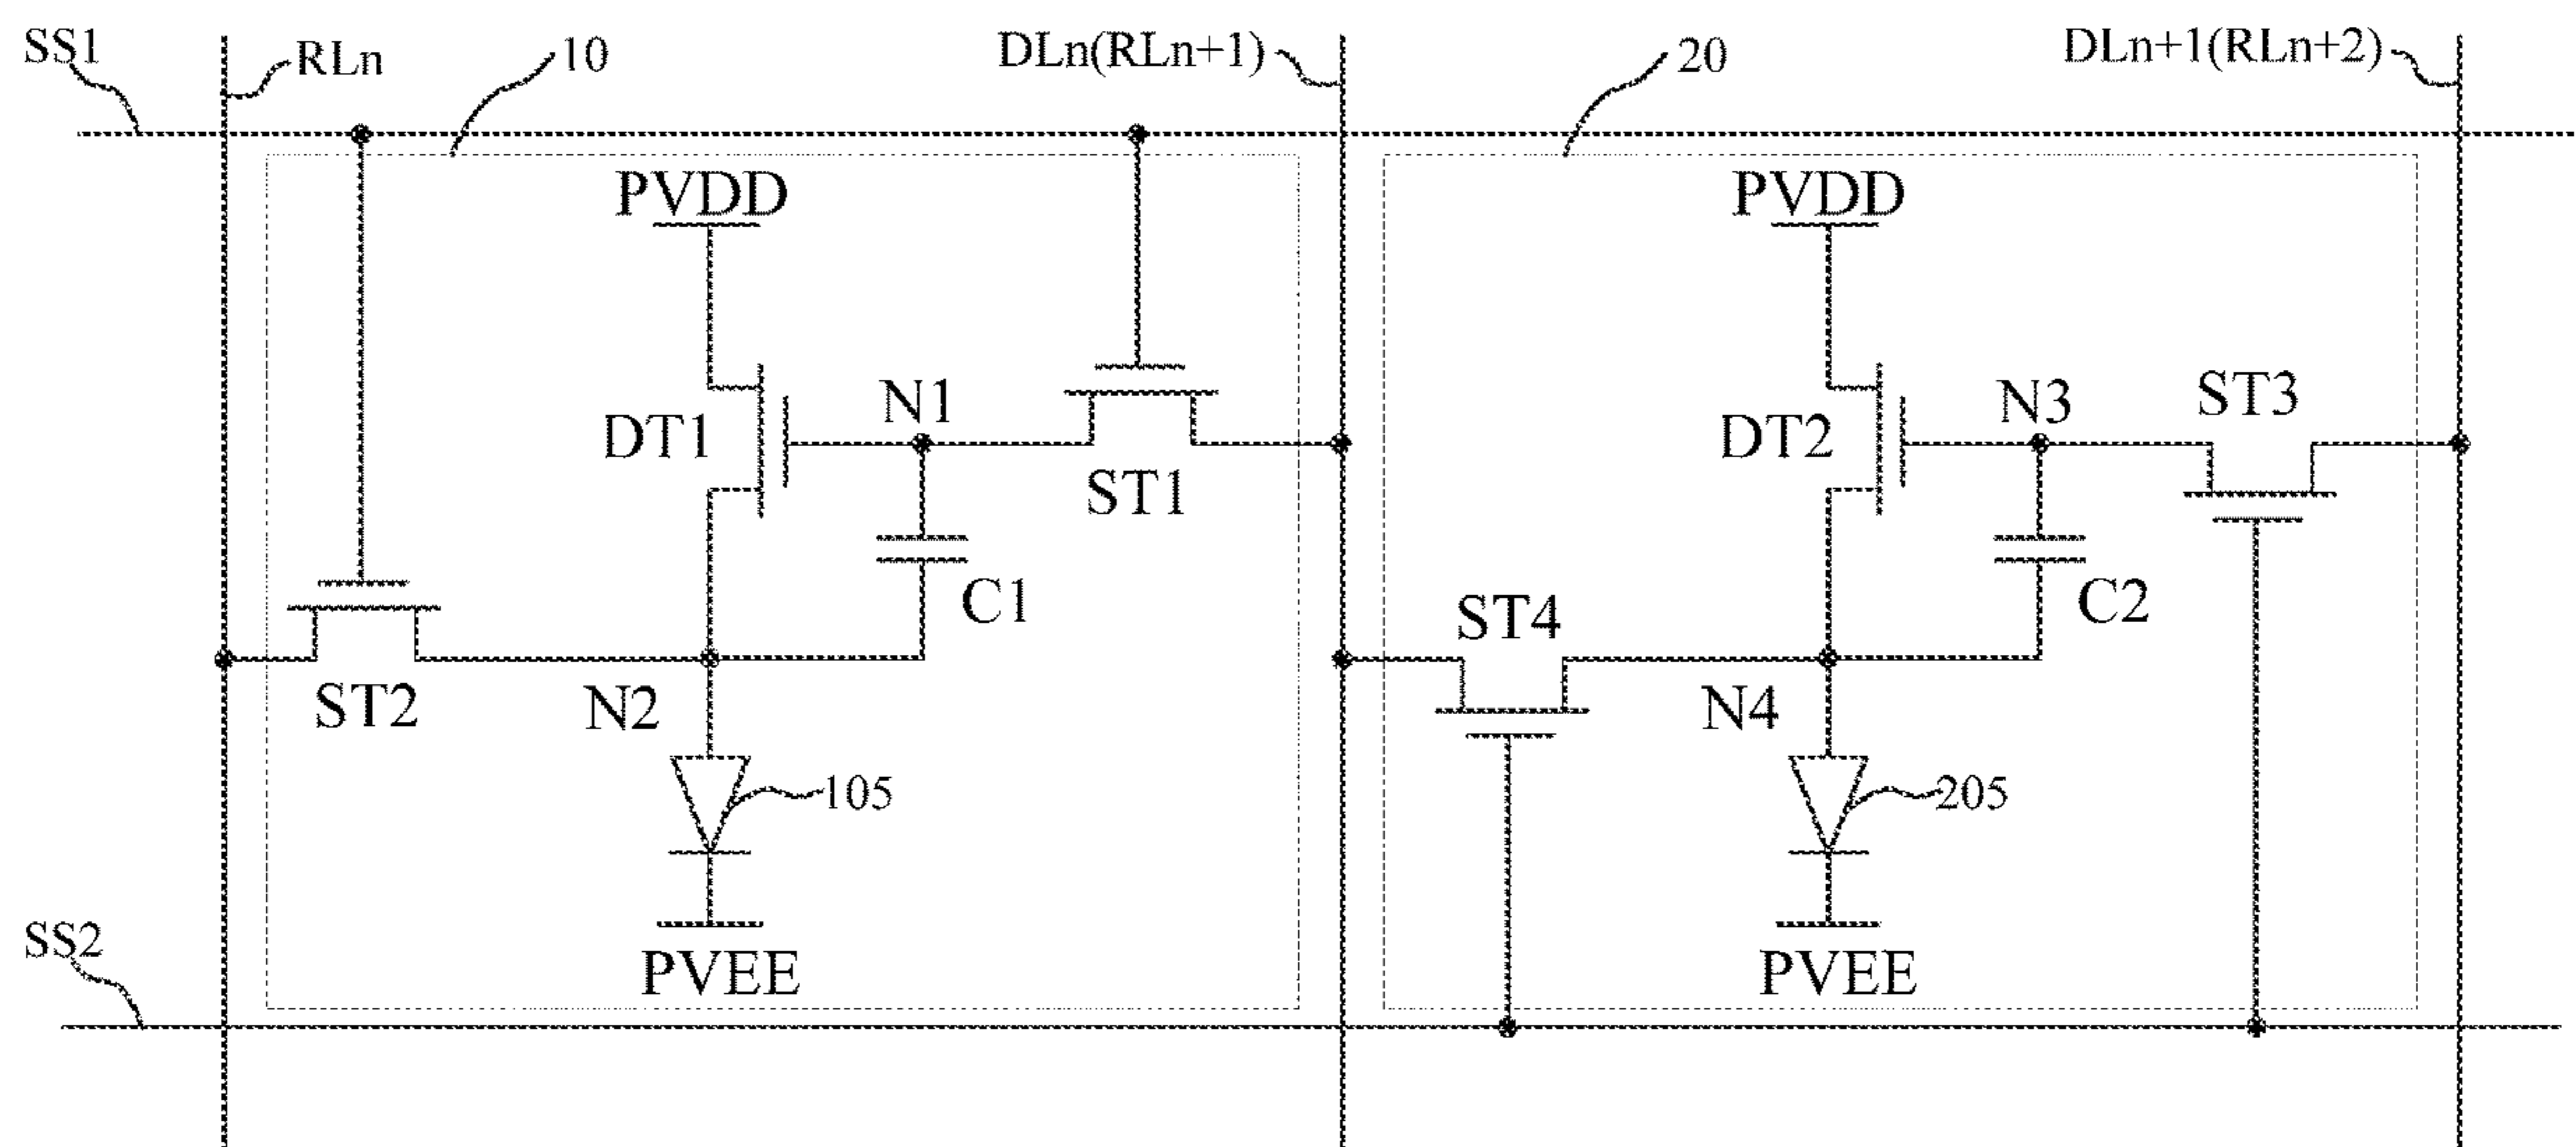 SS1
RLn
10
DLn(RLn+1)
20
DLn+1(RLn+2)
PVDD
PVDD
DT1
N1
ST1
DT2
N3
ST3
C1
C2
ST2
N2
ST4
N4
105
205
SS2
PVEE
PVEE